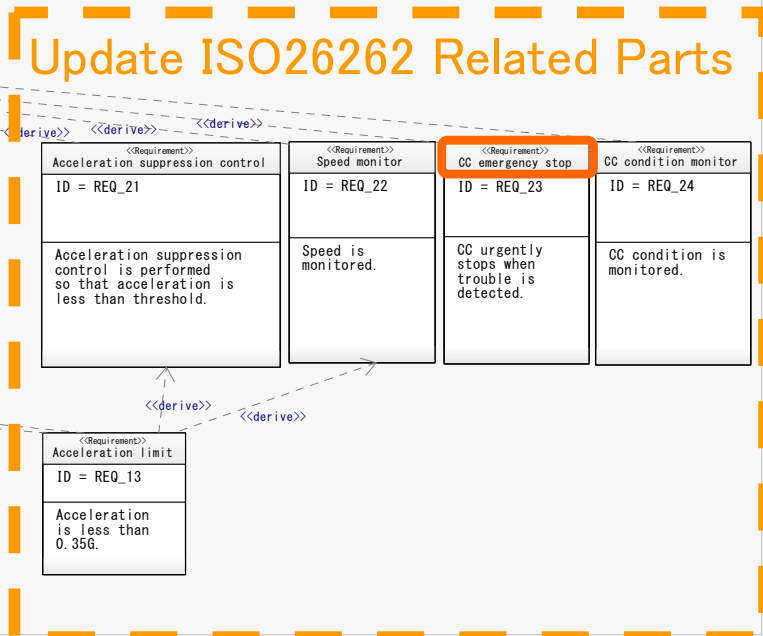 Update ISO26262 Related Parts
<<derive>>
<<derive>>
<<derive>>
<<Requirement>>
Acceleration suppression control
ID = REQ_21
Acceleration suppression
control is performed
so that acceleration is
less than threshold.
<<Requirement>>
Speed monitor
ID = REQ_22
Speed is
monitored.
<<Requirement>>
CC emergency stop
ID = REQ_23
CC urgently
stops when
trouble is
detected.
<<Requirement>>
CC condition monitor
ID = REQ_24
CC condition is
monitored.
<<derive>>
<<derive>>
<<Requirement>>
Acceleration limit
ID = REQ_13
Acceleration
is less than
0.35G.